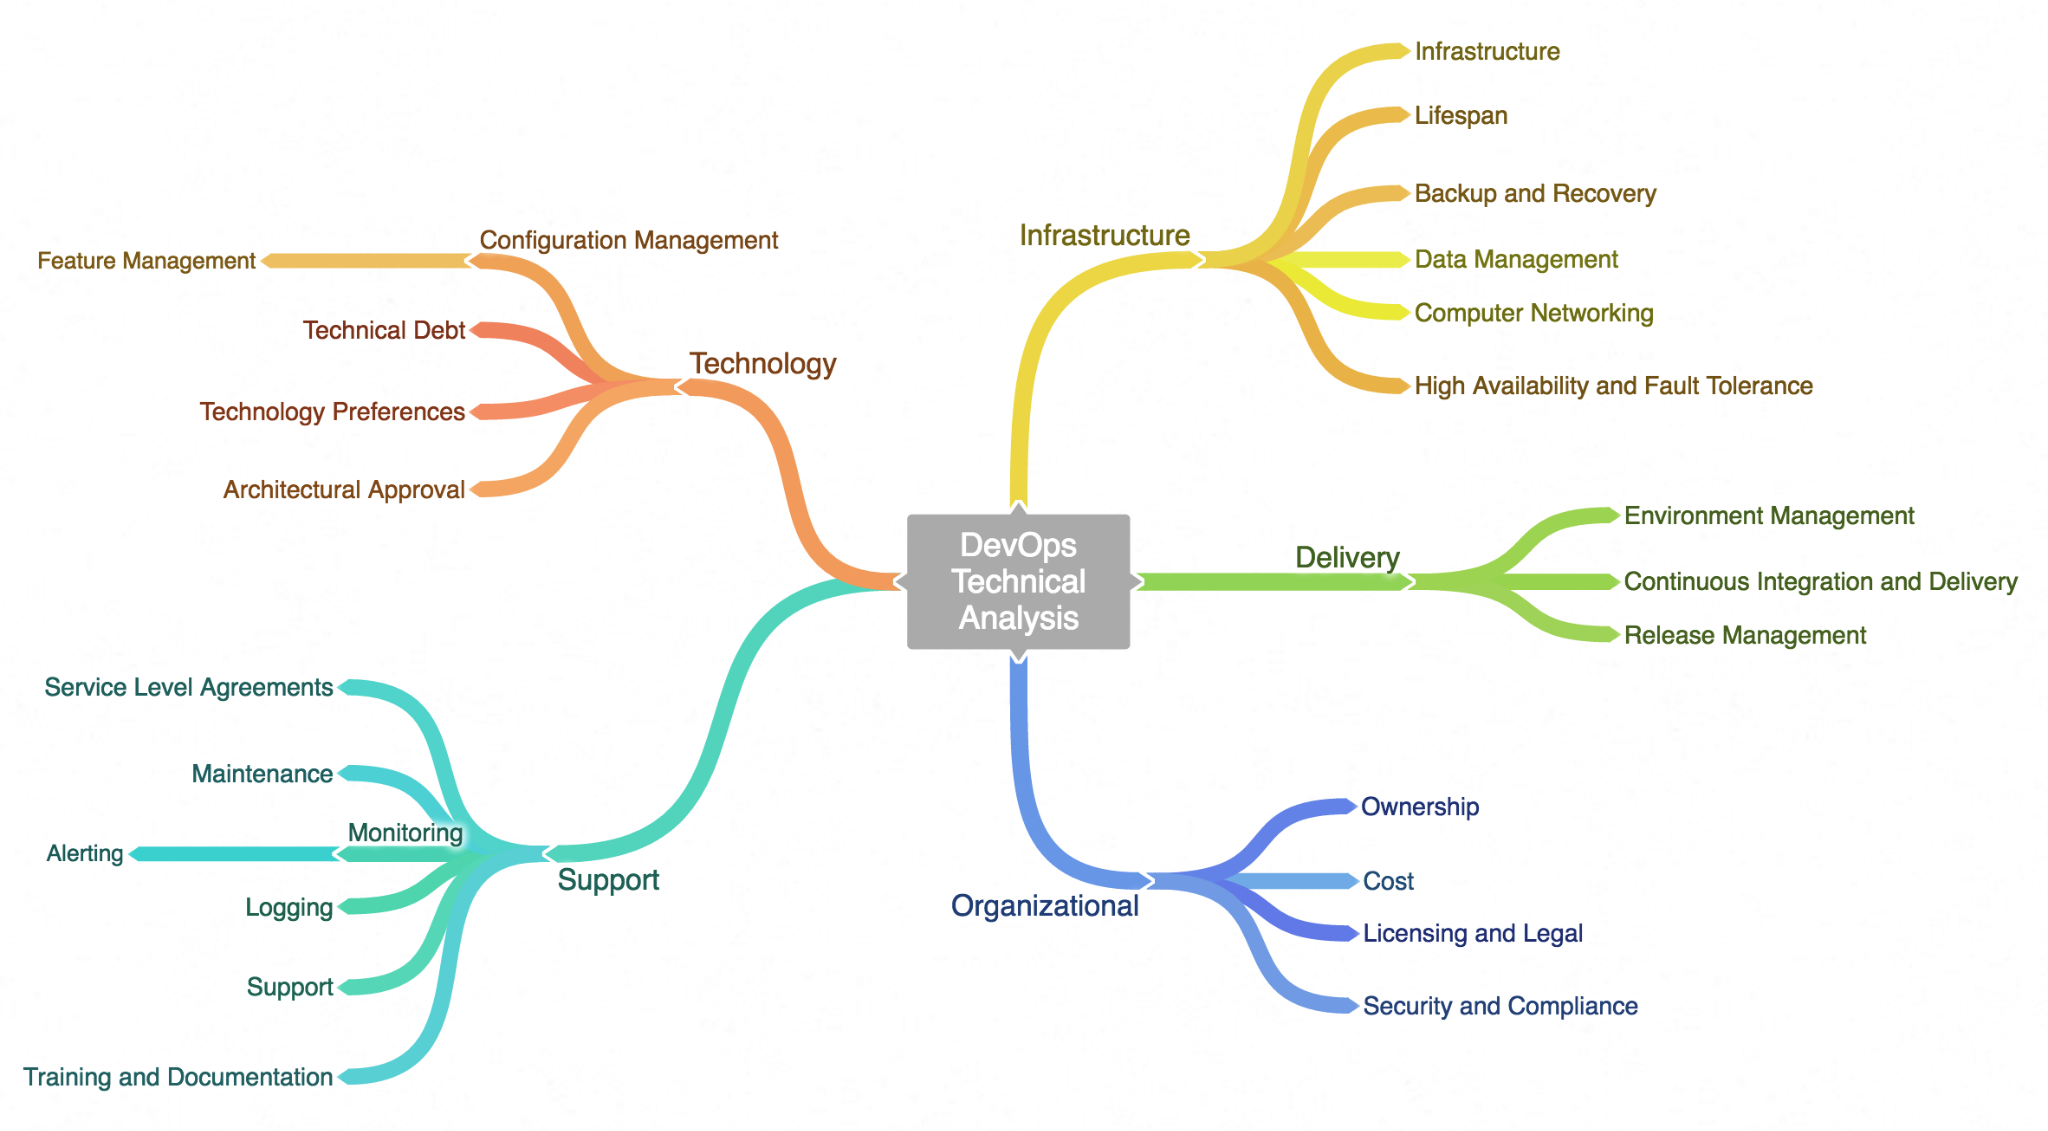 DevOps
Technical
Analysis
Infrastructure
Infrastructure
Lifespan
Backup and Recovery
Data Management
Computer Networking
High Availability and Fault Tolerance
Delivery
Environment Management
Continuous Integration and Delivery
Release Management
Organizational
Ownership
Cost
Licensing and Legal
Security and Compliance
Technology
Configuration Management
Feature Management
Technical Debt
Technology Preferences
Architectural Approval
Support
Service Level Agreements
Maintenance
Monitoring
Alerting
Logging
Support
Training and Documentation